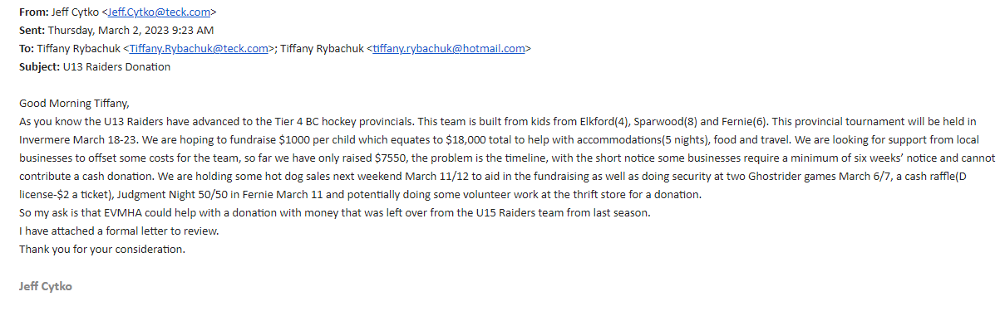 From: Jeff Cytko <Jeff.Cytko@teck.com>
Sent: Thursday, March 2, 2023 9:23 AM
To: Tiffany Rybachuk <Tiffany.Rybachuk@teck.com>; Tiffany Rybachuk <tiffany.rybachuk@hotmail.com>
Subject: U13 Raiders Donation
Good Morning Tiffany,
As you know the U13 Raiders have advanced to the Tier 4 BC hockey provincials. This team is built from kids from Elkford(4), Sparwood(8) and Fernie(6). This provincial tournament will be held in
Invermere March 18-23. We are hoping to fundraise $1000 per child which equates to $18,000 total to help with accommodations(5 nights), food and travel. We are looking for support from local
businesses to offset some costs for the team, so far we have only raised $7550, the problem is the timeline, with the short notice some businesses require a minimum of six weeks’ notice and cannot
contribute a cash donation. We are holding some hot dog sales next weekend March 11/12 to aid in the fundraising as well as doing security at two Ghostrider games March 6/7, a cash raffle(D
license-$2 a ticket), Judgment Night 50/50 in Fernie March 11 and potentially doing some volunteer work at the thrift store for a donation.
So my ask is that EVMHA could help with a donation with money that was left over from the U15 Raiders team from last season.
I have attached a formal letter to review.
Thank you for your consideration.
Jeff Cytko